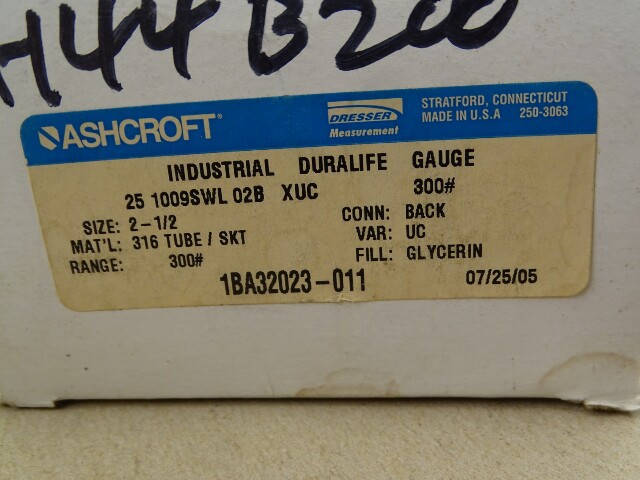 H44B200
ASHCROFT®
DRESSER
Measurement
STRATFORD, CONNECTICUT
MADE IN U.S.A 250-3063
INDUSTRIAL DURALIFE GAUGE
25 1009SWL 02B XUC 300#
SIZE: 2-1/2 CONN: BACK
MAT'L: 316 TUBE / SKT VAR: UC
RANGE: 300# FILL: GLYCERIN
1BA32023-011 07/25/05